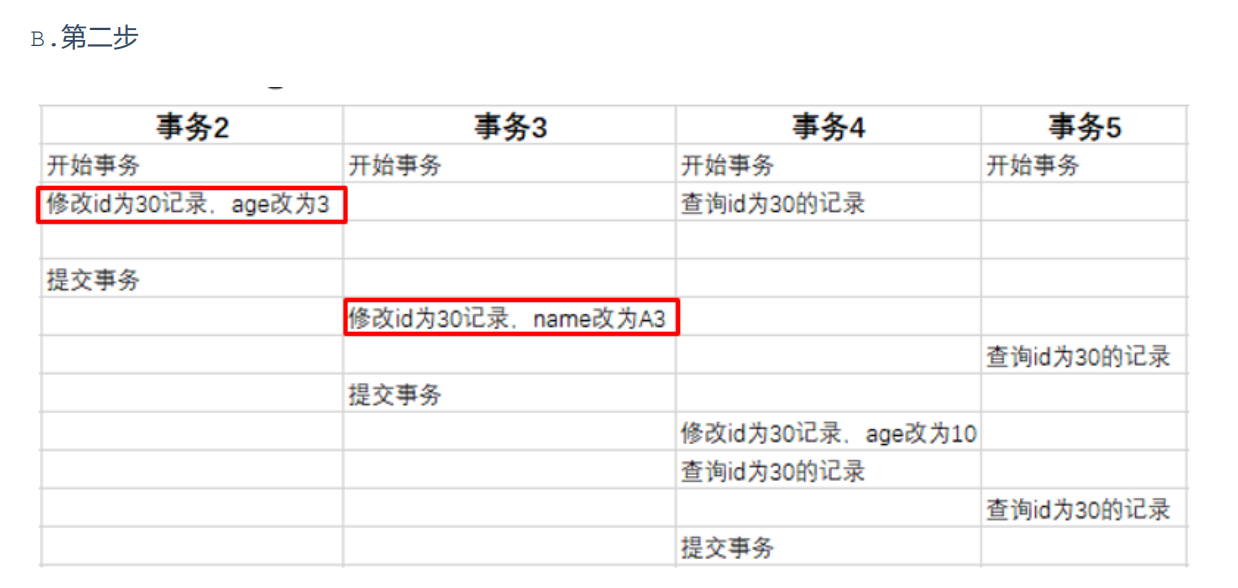 B.第二步
事务2 事务3 事务4 事务5
开始事务 开始事务 开始事务 开始事务
修改id为30记录，age改为3 查询id为30的记录
提交事务
修改id为30记录，name改为A3
查询id为30的记录
提交事务
修改id为30记录，age改为10
查询id为30的记录
查询id为30的记录
提交事务